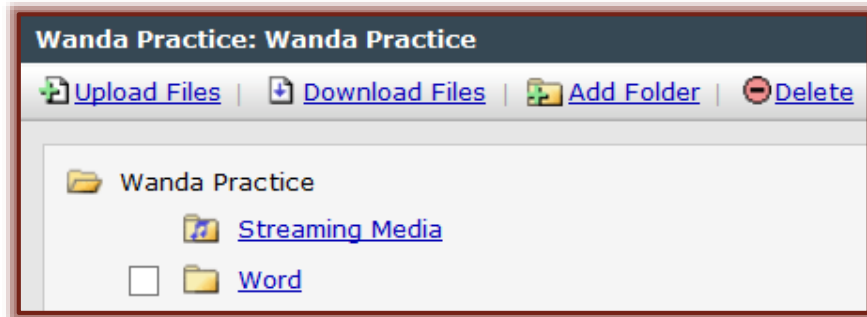 Wanda Practice: Wanda Practice
Upload Files | Download Files | Add Folder | Delete
Wanda Practice
Streaming Media
Word